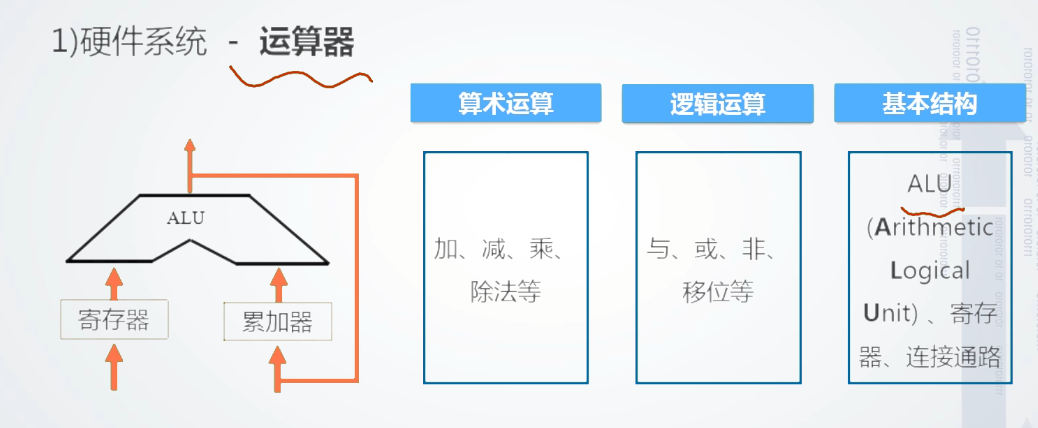 1)硬件系统 - 运算器
算术运算
逻辑运算
基本结构
ALU
寄存器
累加器
加、减、乘、
除法等
与、或、非、
移位等
ALU
(Arithmetic
Logical
Unit) 、寄存
器、连接通路